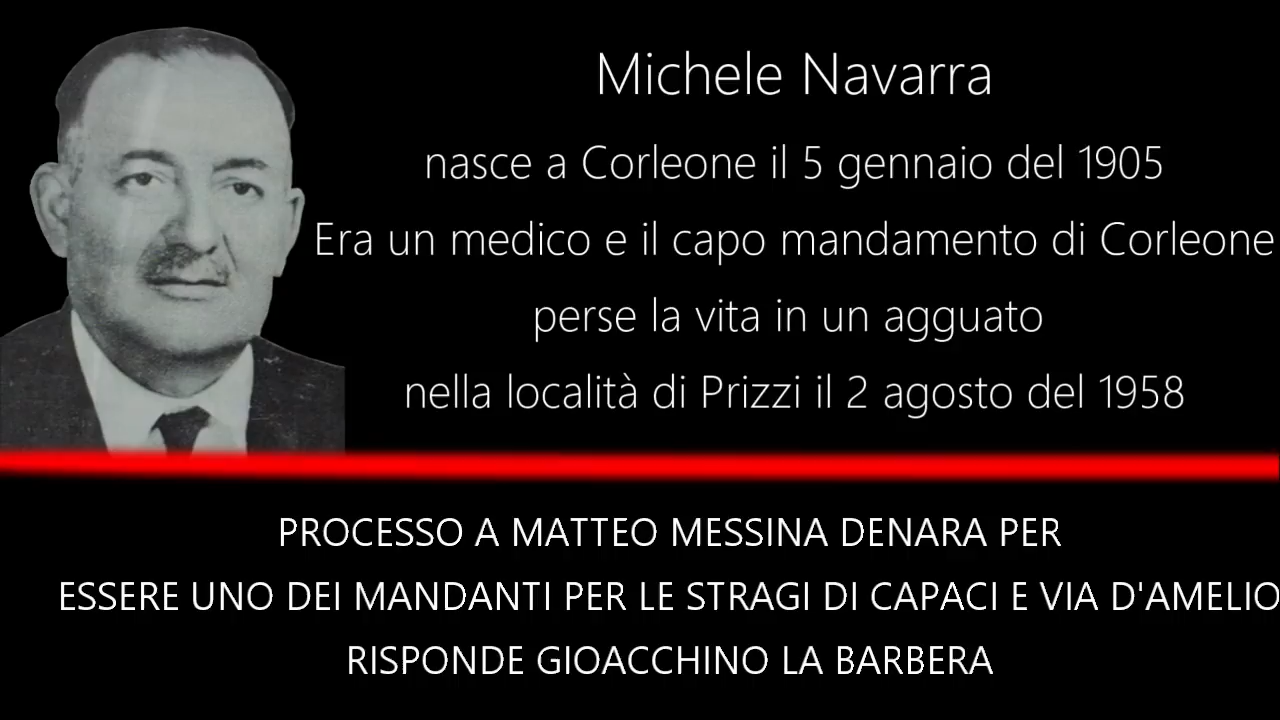 Michele Navarra
nasce a Corleone il 5 gennaio del 1905
Era un medico e il capo mandamento di Corleone
perse la vita in un agguato
nella località di Prizzi il 2 agosto del 1958
PROCESSO A MATTEO MESSINA DENARA PER
ESSERE UNO DEI MANDANTI PER LE STRAGI DI CAPACI E VIA D'AMELIO
RISPONDE GIOACCHINO LA BARBERA